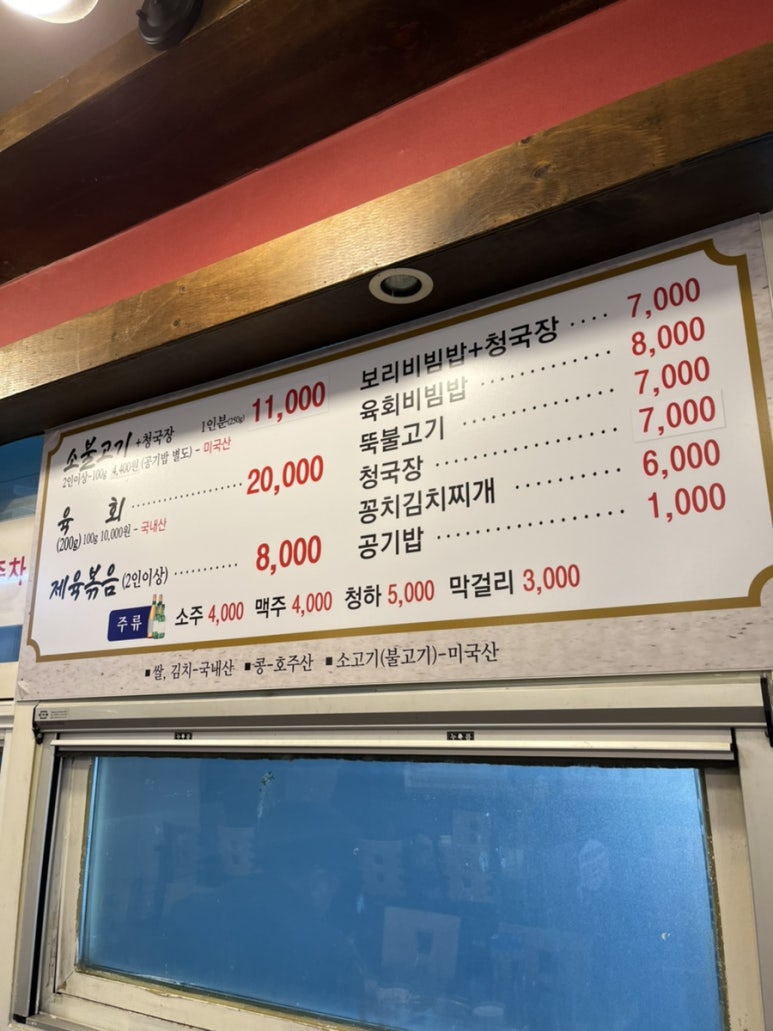 소불고기 +청국장 1인분(250g) 11,000
2인이상-100g 4,400원 (공기밥 별도) - 미국산
육 회 20,000
(200g) 100g 10,000원 - 국내산
제육볶음 (2인이상) 8,000
보리비빔밥+청국장 7,000
육회비빔밥 8,000
뚝불고기 7,000
청국장 7,000
꽁치김치찌개 6,000
공기밥 1,000
주류 소주 4,000 맥주 4,000 청하 5,000 막걸리 3,000
■쌀, 김치-국내산 ■콩-호주산 ■소고기(불고기)-미국산
주차